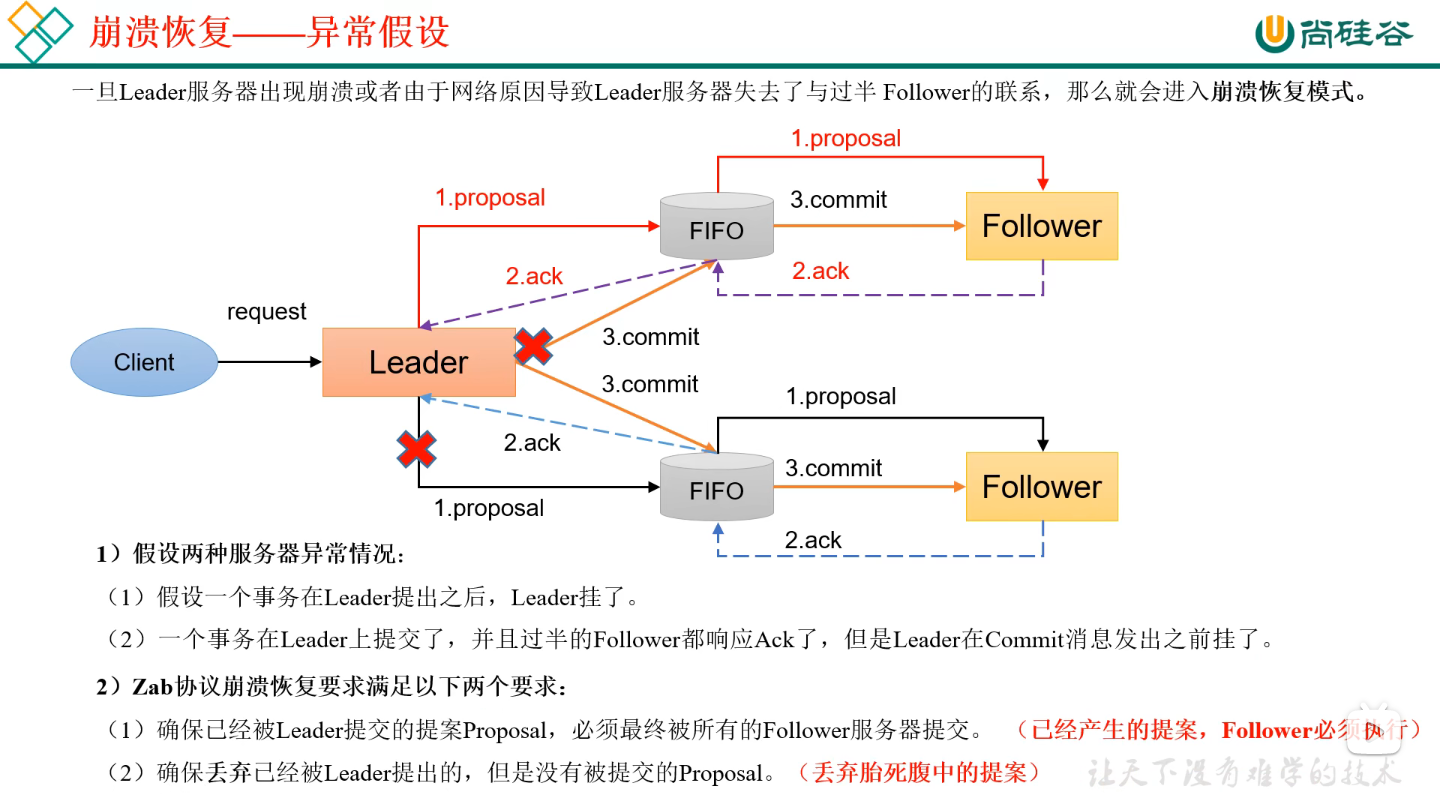 崩溃恢复——异常假设
尚硅谷
一旦Leader服务器出现崩溃或者由于网络原因导致Leader服务器失去了与过半 Follower的联系，那么就会进入崩溃恢复模式。
1.proposal
1.proposal
3.commit
FIFO
Follower
2.ack
2.ack
request
3.commit
Client
Leader
3.commit
1.proposal
2.ack
3.commit
FIFO
Follower
1.proposal
2.ack
1）假设两种服务器异常情况：
（1）假设一个事务在Leader提出之后，Leader挂了。
（2）一个事务在Leader上提交了，并且过半的Follower都响应Ack了，但是Leader在Commit消息发出之前挂了。
2）Zab协议崩溃恢复要求满足以下两个要求：
（1）确保已经被Leader提交的提案Proposal，必须最终被所有的Follower服务器提交。 （已经产生的提案，Follower必须执行）
（2）确保丢弃已经被Leader提出的，但是没有被提交的Proposal。（丢弃胎死腹中的提案）
让天下没有难学的技术